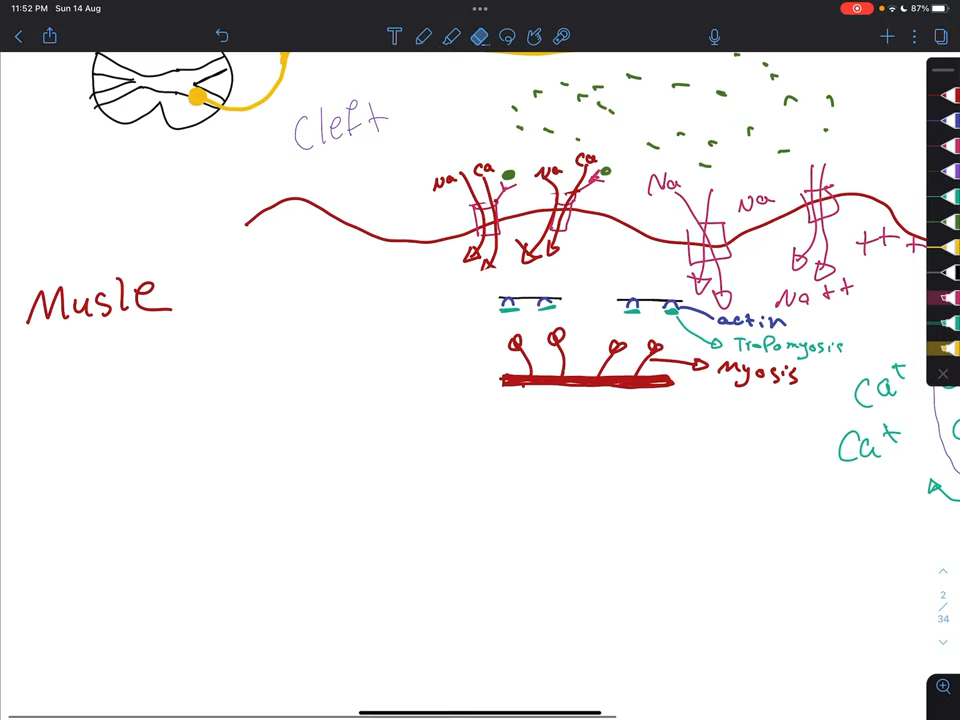 11:52 PM Sun 14 Aug
87%
T
Cleft
Na Ca Na Ca
Na Na
++ +
Na ++
Musle
actin
Tropomyosis
Myosis
Ca+
Ca+
2
/
34